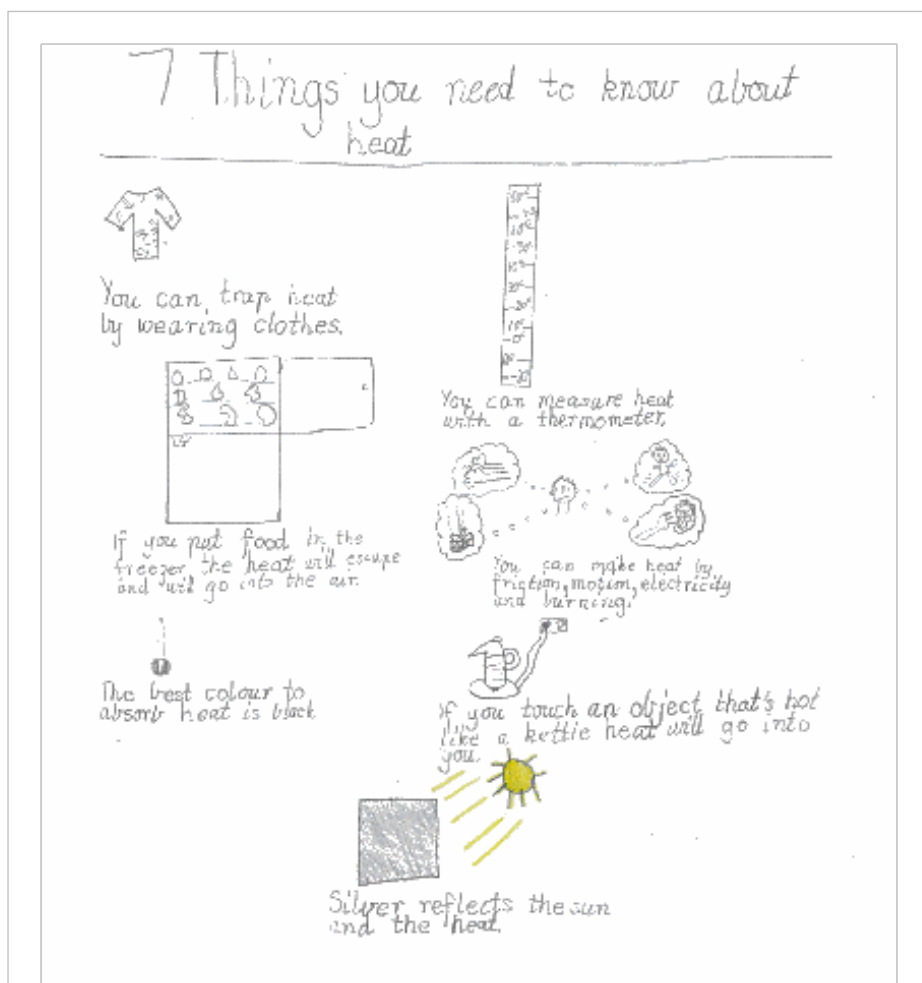 7 Things you need to know about
heat
You can trap heat
by wearing clothes.
You can measure heat
with a thermometer.
If you put food in the
freezer the heat will escape
and will go into the air.
You can make heat by
friction, motion, electricity
and burning.
The best colour to
absorb heat is black
If you touch an object that's hot
like a kettle heat will go into
you.
Silver reflects the sun
and the heat.